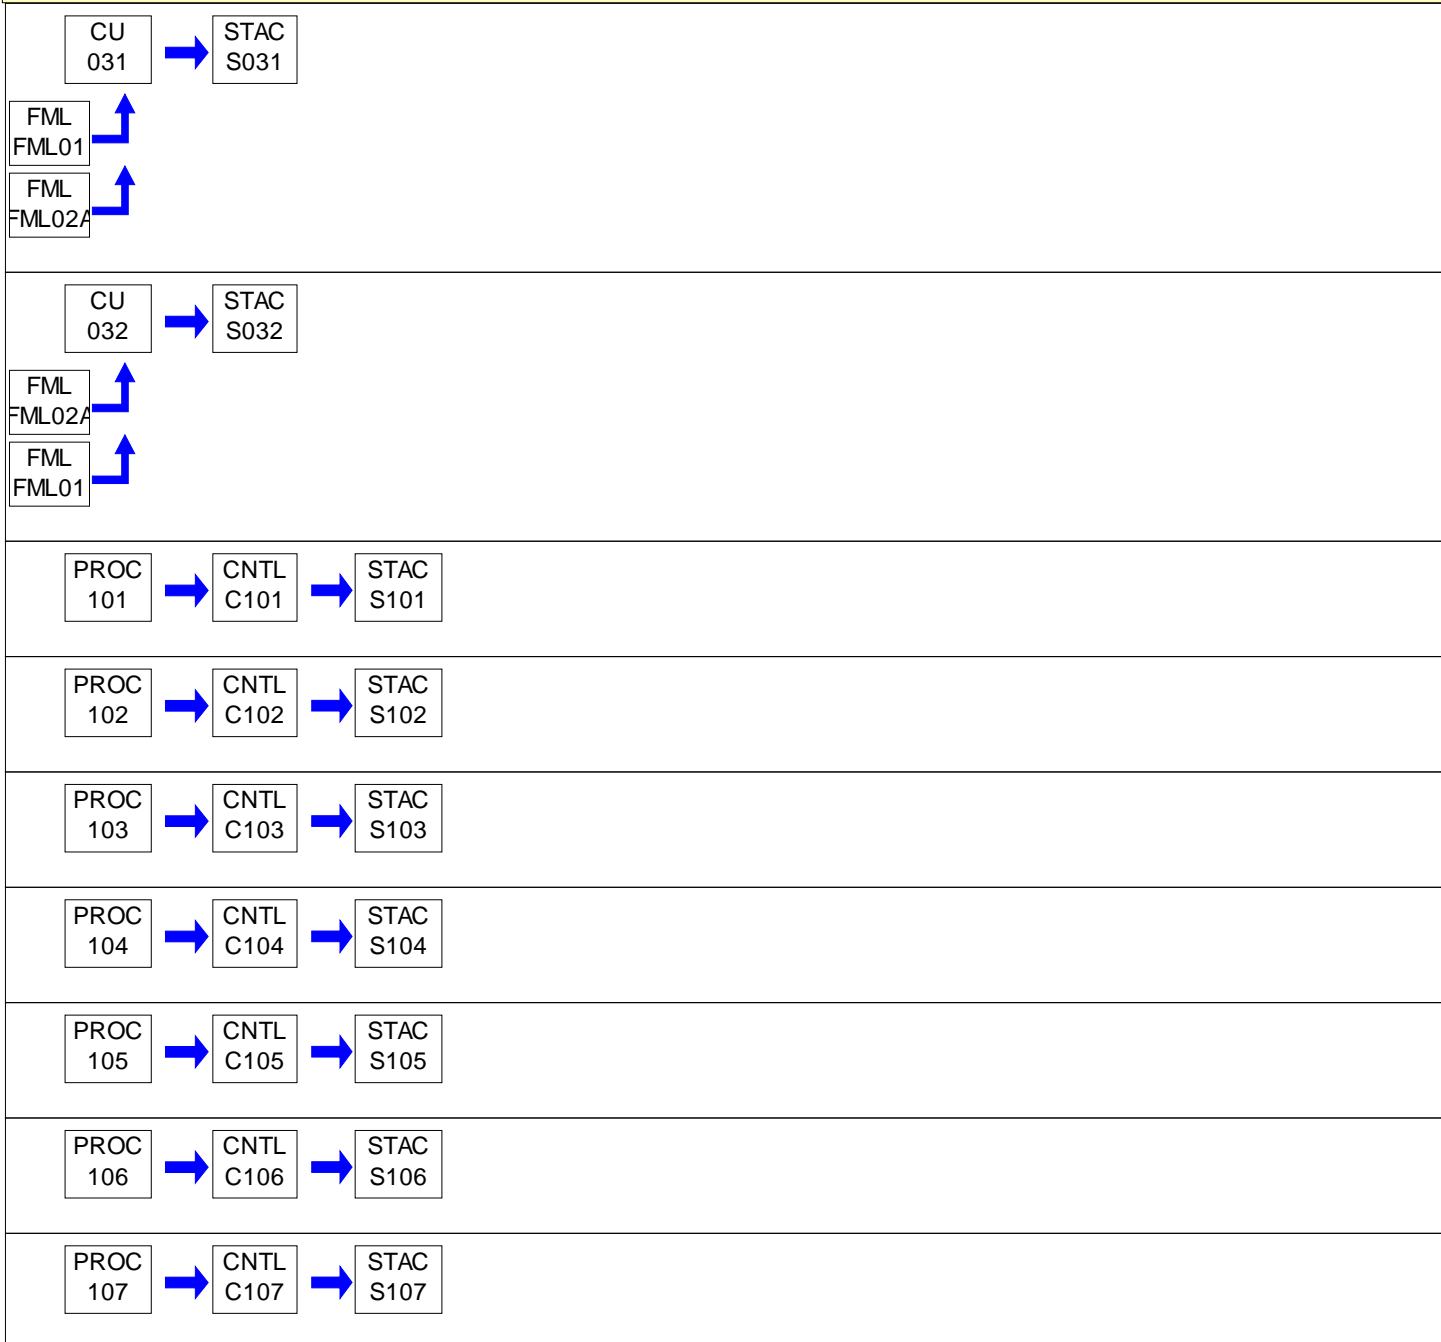 CU
031
STAC
S031
FML
FML01
FML
FML02A
CU
032
STAC
S032
FML
FML02A
FML
FML01
PROC
101
CNTL
C101
STAC
S101
PROC
102
CNTL
C102
STAC
S102
PROC
103
CNTL
C103
STAC
S103
PROC
104
CNTL
C104
STAC
S104
PROC
105
CNTL
C105
STAC
S105
PROC
106
CNTL
C106
STAC
S106
PROC
107
CNTL
C107
STAC
S107